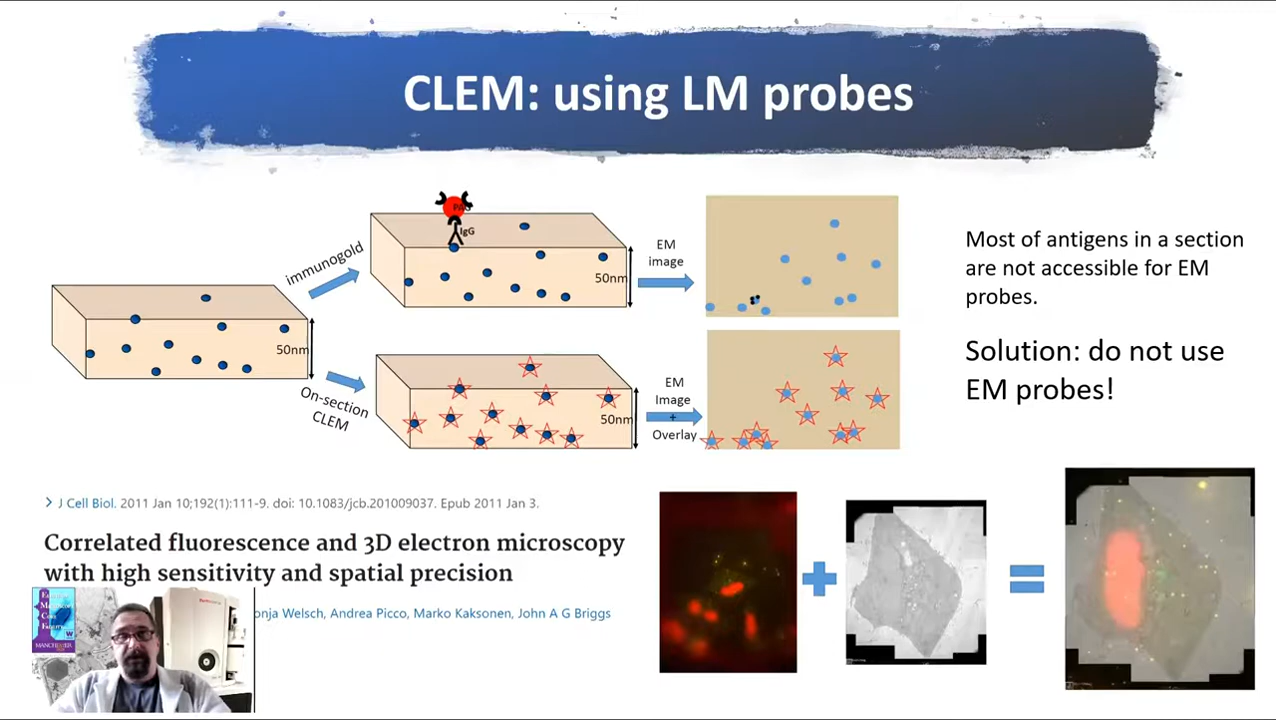 CLEM: using LM probes
immunogold
IgG
50nm
EM
image
50nm
On-section
CLEM
50nm
EM
Image
+
Overlay
Most of antigens in a section
are not accessible for EM
probes.
Solution: do not use
EM probes!
> J Cell Biol. 2011 Jan 10;192(1):111-9. doi: 10.1083/jcb.201009037. Epub 2011 Jan 3.
Correlated fluorescence and 3D electron microscopy
with high sensitivity and spatial precision
onja Welsch, Andrea Picco, Marko Kaksonen, John A G Briggs